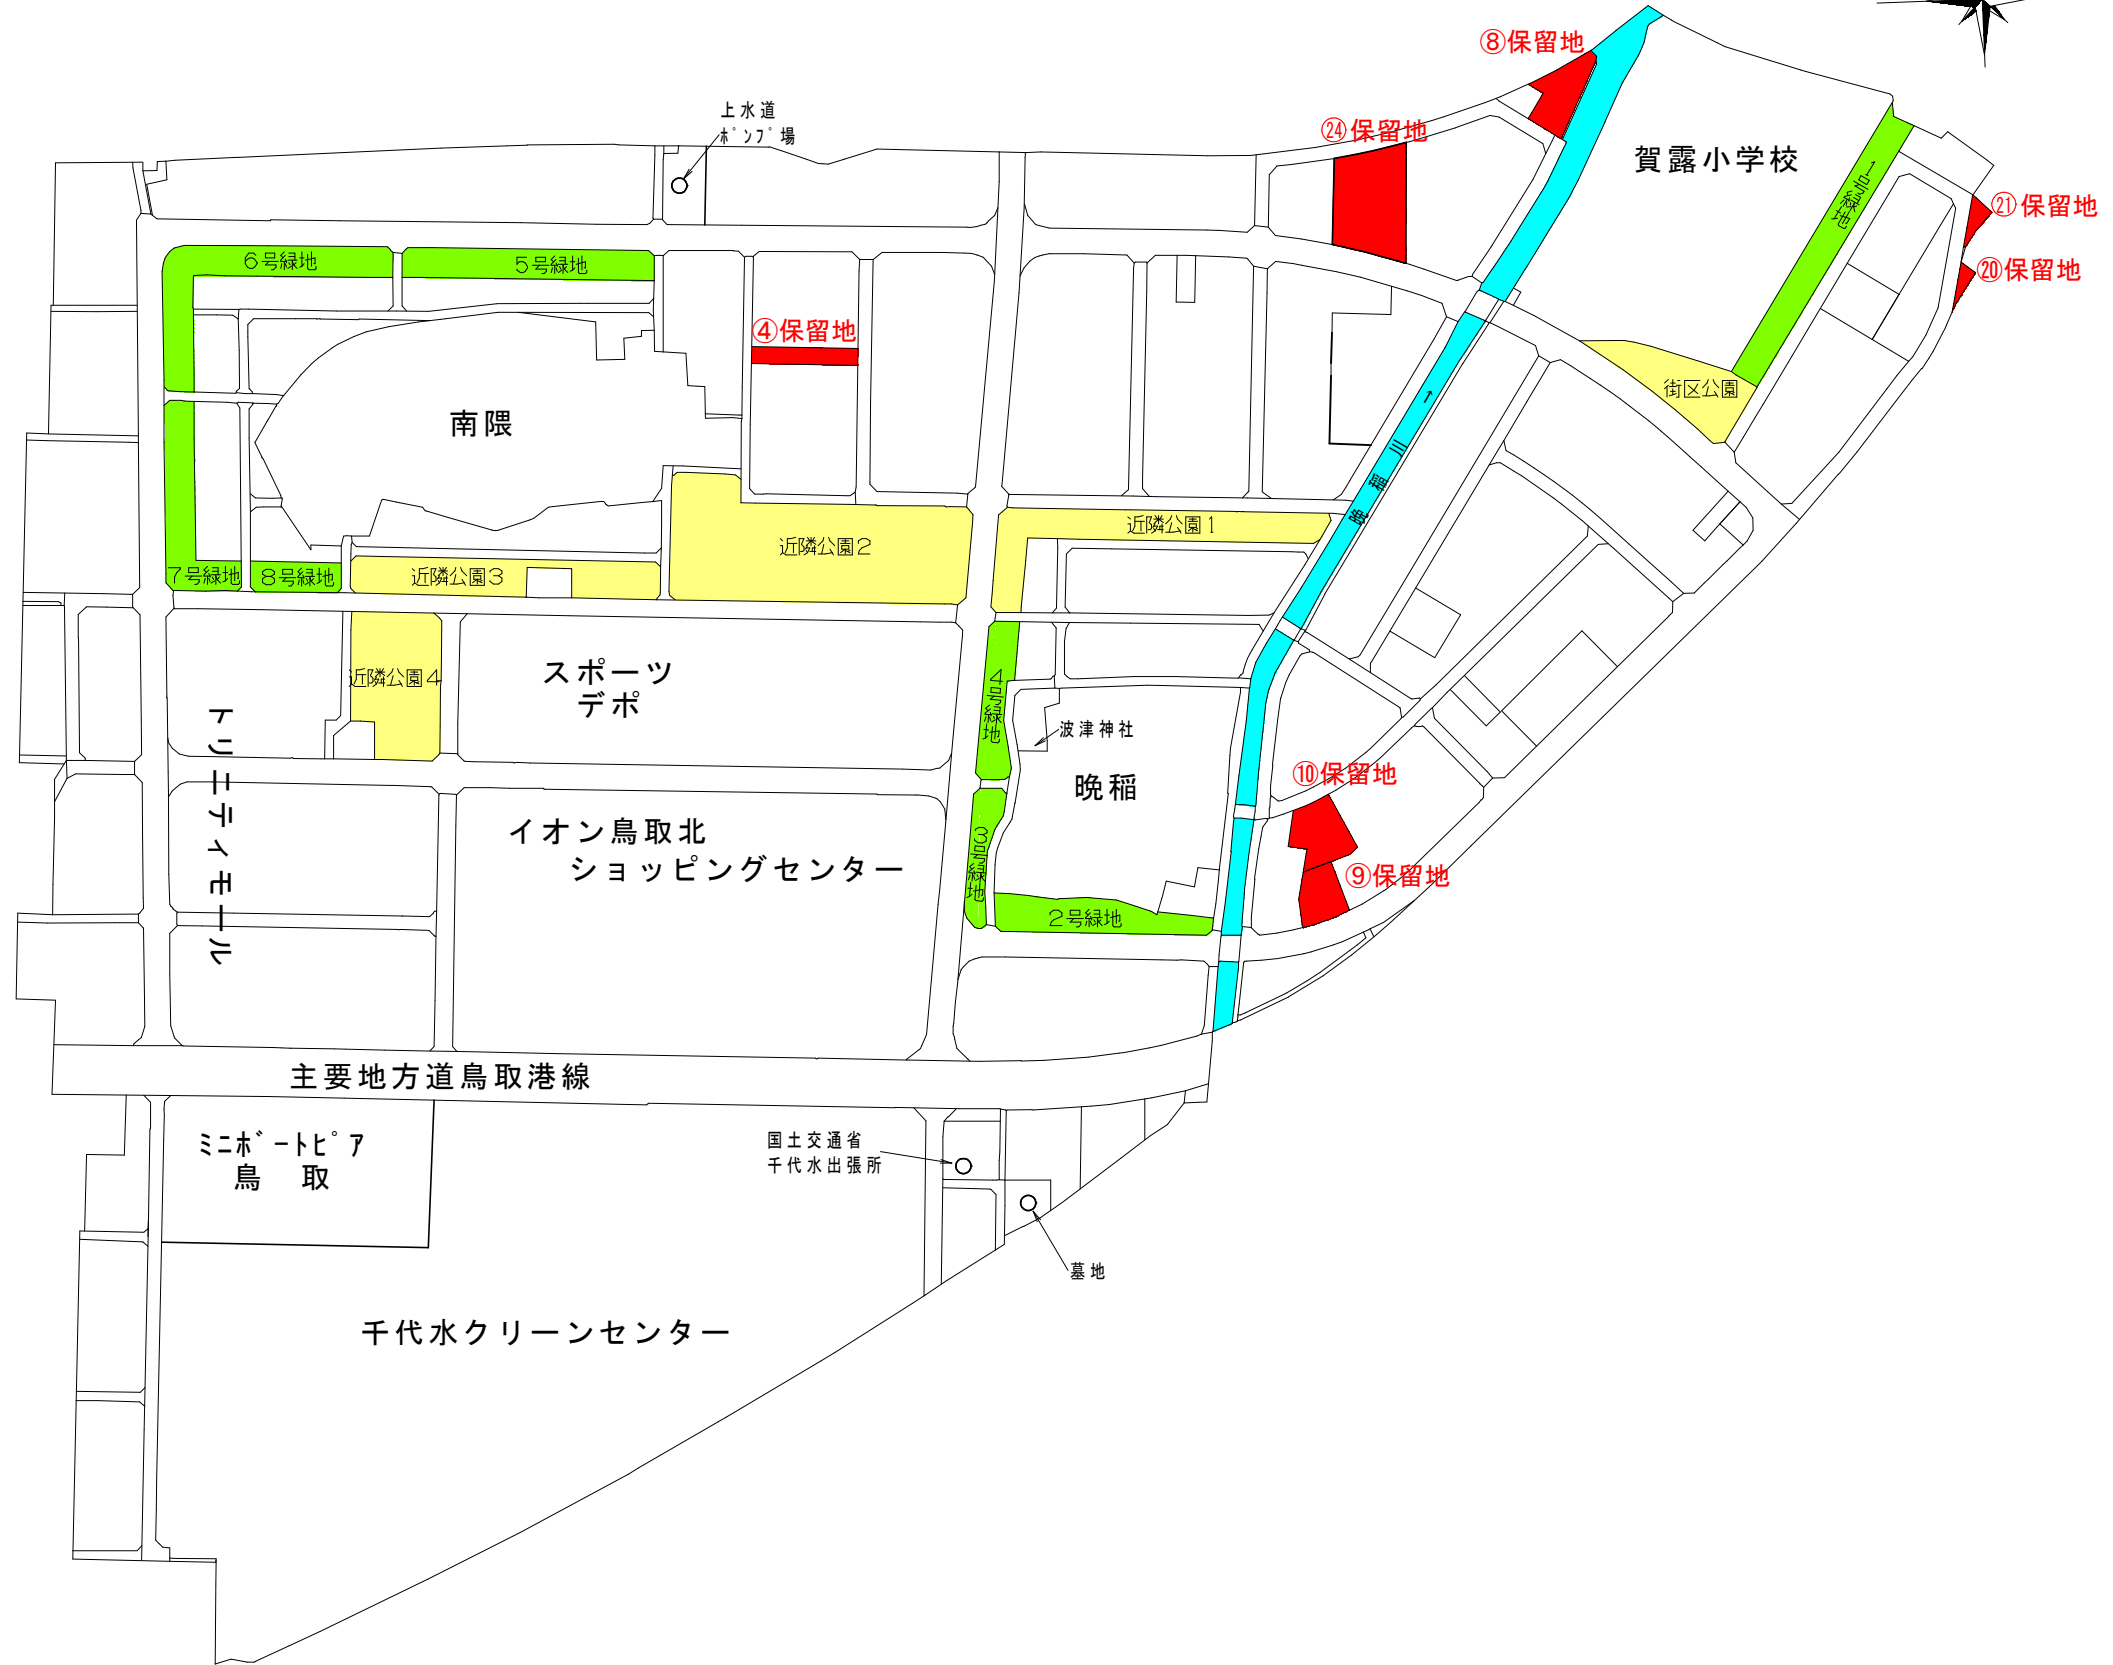 ⑧保留地
上水道
ﾎﾟﾝﾌﾟ場
㉔保留地
賀露小学校
1号緑地
㉑保留地
⑳保留地
6号緑地
5号緑地
④保留地
街区公園
南隈
晩稲川→
近隣公園1
近隣公園2
7号緑地
8号緑地
近隣公園3
近隣公園4
スポーツ
デポ
4号緑地
波津神社
トリニティモール
⑩保留地
晩稲
イオン鳥取北
ショッピングセンター
3号緑地
⑨保留地
2号緑地
主要地方道鳥取港線
ﾐﾆﾎﾞｰﾄﾋﾟｱ
鳥 取
国土交通省
千代水出張所
墓地
千代水クリーンセンター